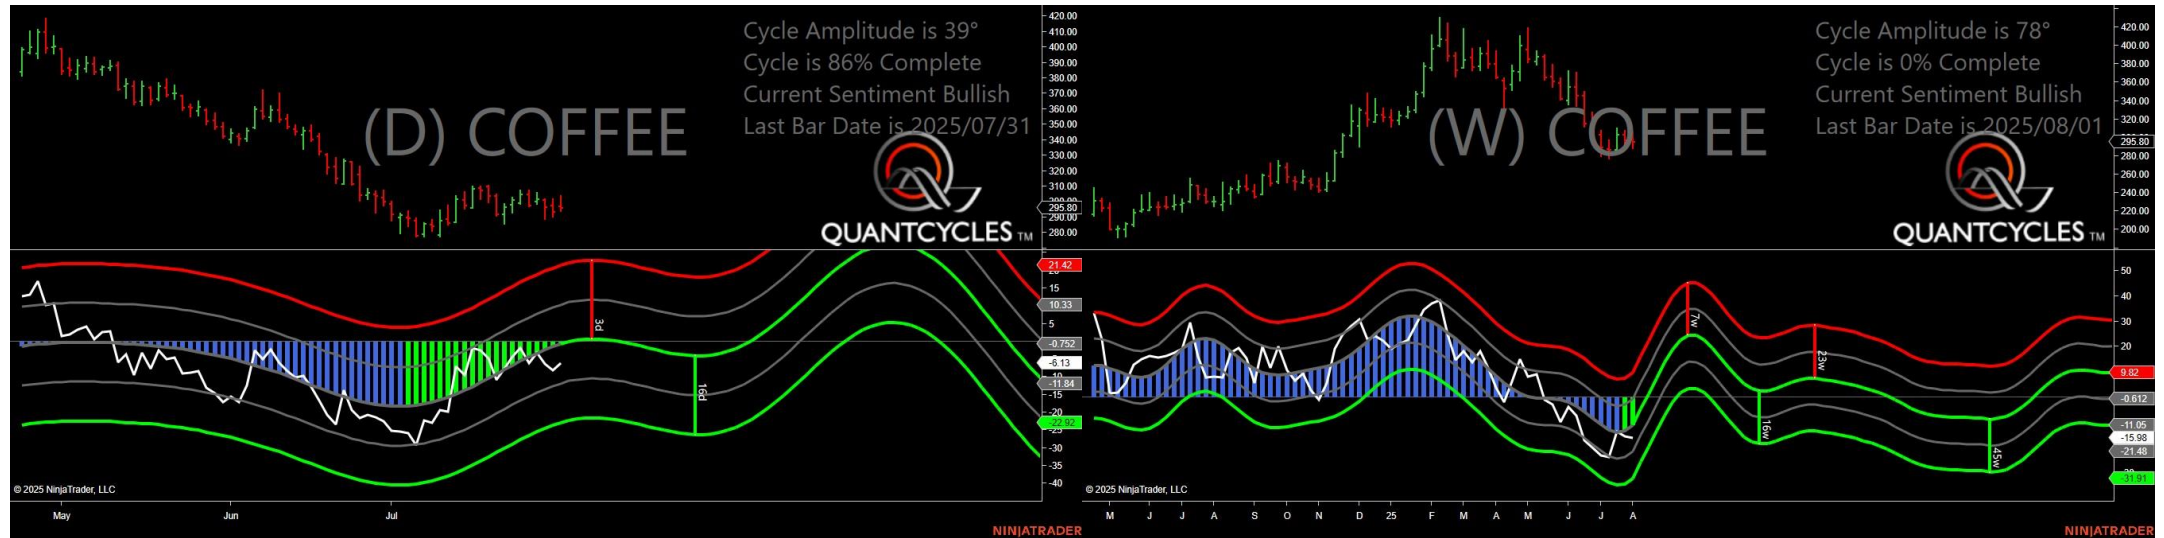 Cycle Amplitude is 39°
Cycle is 86% Complete
Current Sentiment Bullish
Last Bar Date is 2025/07/31
(D) COFFEE
QUANTCYCLES TM
420.00
410.00
400.00
390.00
380.00
370.00
360.00
350.00
340.00
330.00
320.00
310.00
295.80
290.00
280.00
21.42
15
10.33
5
-0.752
-6.13
-11.84
-15
-20
-22.92
-30
-35
-40
3d
16d
© 2025 NinjaTrader, LLC
May
Jun
Jul
NINJATRADER
Cycle Amplitude is 78°
Cycle is 0% Complete
Current Sentiment Bullish
Last Bar Date is 2025/08/01
(W) COFFEE
QUANTCYCLES TM
420.00
400.00
380.00
360.00
340.00
320.00
295.80
280.00
260.00
240.00
220.00
200.00
50
40
30
20
9.82
-0.612
-11.05
-15.98
-21.48
-31.91
7w
23w
16w
45w
© 2025 NinjaTrader, LLC
M J J A S O N D 25 F M A M J J A
NINJATRADER